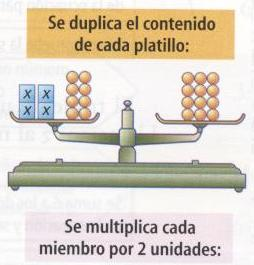 Se duplica el contenido
de cada platillo:
x x
x x
Se multiplica cada
miembro por 2 unidades: